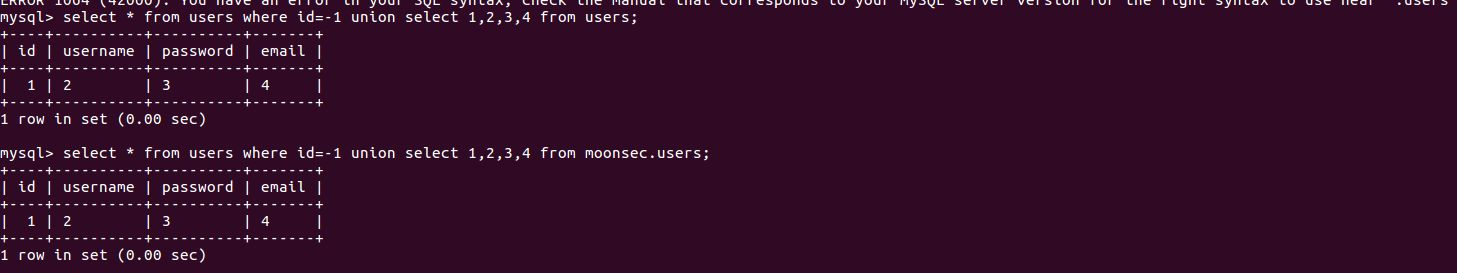 ERROR 1064 (42000): You have an error in your SQL syntax; check the manual that corresponds to your MySQL server version for the right syntax to use near '.users
mysql> select * from users where id=-1 union select 1,2,3,4 from users;
+----+----------+----------+-------+
| id | username | password | email |
+----+----------+----------+-------+
|  1 | 2        | 3        | 4     |
+----+----------+----------+-------+
1 row in set (0.00 sec)
mysql> select * from users where id=-1 union select 1,2,3,4 from moonsec.users;
+----+----------+----------+-------+
| id | username | password | email |
+----+----------+----------+-------+
|  1 | 2        | 3        | 4     |
+----+----------+----------+-------+
1 row in set (0.00 sec)